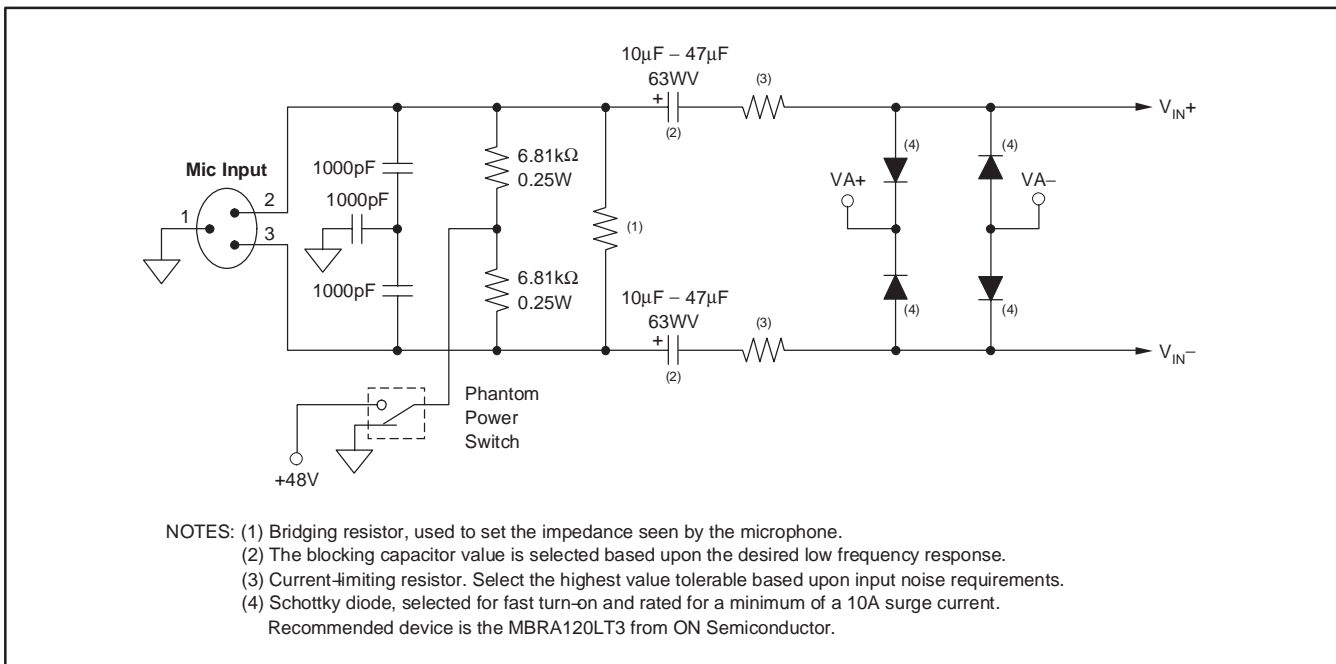 10µF – 47µF
63WV
(3)
+
(2)
V_IN+
Mic Input
1000pF
6.81kΩ
0.25W
(4)
(4)
VA+
VA–
2
1000pF
1
3
(1)
1000pF
6.81kΩ
0.25W
10µF – 47µF
63WV
(3)
(4)
(4)
+
(2)
V_IN–
Phantom
Power
Switch
+48V
NOTES: (1) Bridging resistor, used to set the impedance seen by the microphone.
(2) The blocking capacitor value is selected based upon the desired low frequency response.
(3) Current-limiting resistor. Select the highest value tolerable based upon input noise requirements.
(4) Schottky diode, selected for fast turn-on and rated for a minimum of a 10A surge current.
Recommended device is the MBRA120LT3 from ON Semiconductor.